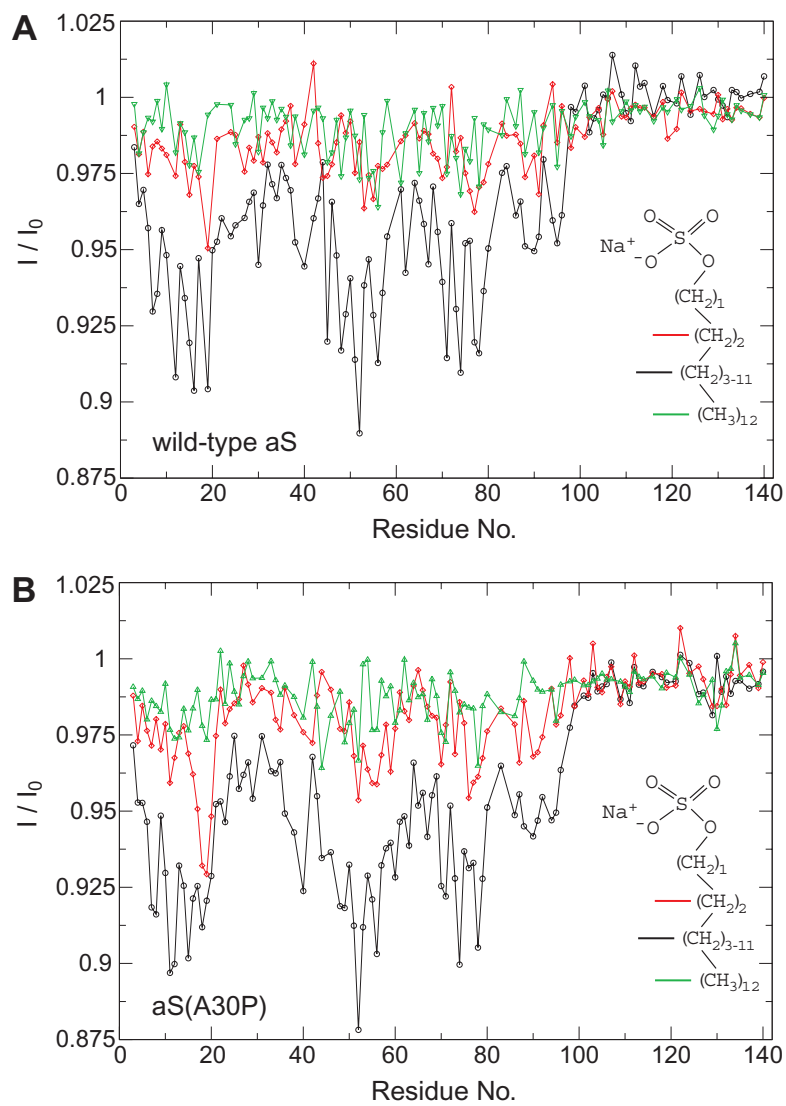 A
1.025
1
0.975
0.95
0.925
0.9
0.875
I / I0
0 20 40 60 80 100 120 140
Residue No.
wild-type aS
O O
Na+ S
-O O
(CH2)1
(CH2)2
(CH2)3-11
(CH3)12
B
1.025
1
0.975
0.95
0.925
0.9
0.875
I / I0
0 20 40 60 80 100 120 140
Residue No.
aS(A30P)
O O
Na+ S
-O O
(CH2)1
(CH2)2
(CH2)3-11
(CH3)12